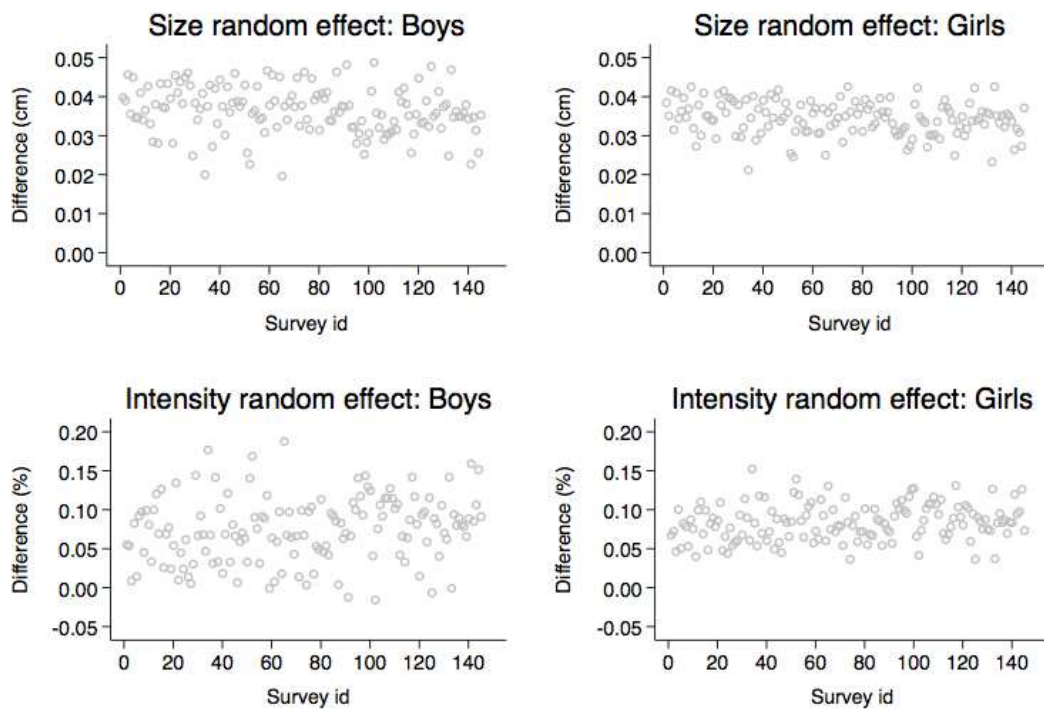 Size random effect: Boys
Difference (cm)
0.05
0.04
0.03
0.02
0.01
0.00
0 20 40 60 80 100 120 140
Survey id
Size random effect: Girls
Difference (cm)
0.05
0.04
0.03
0.02
0.01
0.00
0 20 40 60 80 100 120 140
Survey id
Intensity random effect: Boys
Difference (%)
0.20
0.15
0.10
0.05
0.00
-0.05
0 20 40 60 80 100 120 140
Survey id
Intensity random effect: Girls
Difference (%)
0.20
0.15
0.10
0.05
0.00
-0.05
0 20 40 60 80 100 120 140
Survey id